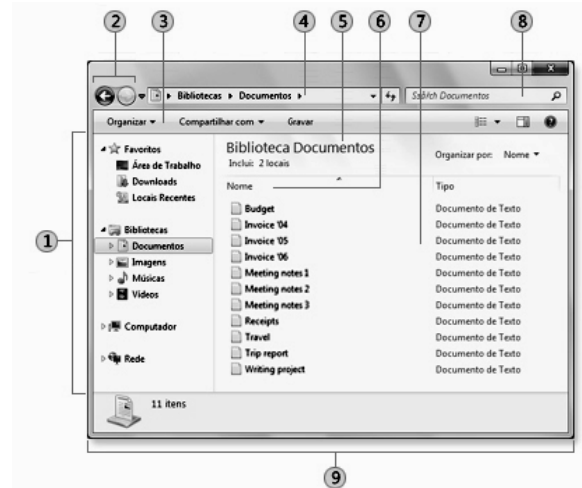 2 3 4 5 6 7 8
Bibliotecas Documentos
Organizar Compartilhar com Gravar
Favoritos
Área de Trabalho
Downloads
Locais Recentes
Bibliotecas
Documentos
Imagens
Músicas
Vídeos
Computador
Rede
1
Biblioteca Documentos
Inclui: 2 locais
Organizar por: Nome
Nome Tipo
Budget Documento de Texto
Invoice '04 Documento de Texto
Invoice '05 Documento de Texto
Invoice '06 Documento de Texto
Meeting notes 1 Documento de Texto
Meeting notes 2 Documento de Texto
Meeting notes 3 Documento de Texto
Receipts Documento de Texto
Travel Documento de Texto
Trip report Documento de Texto
Writing project Documento de Texto
11 itens
9